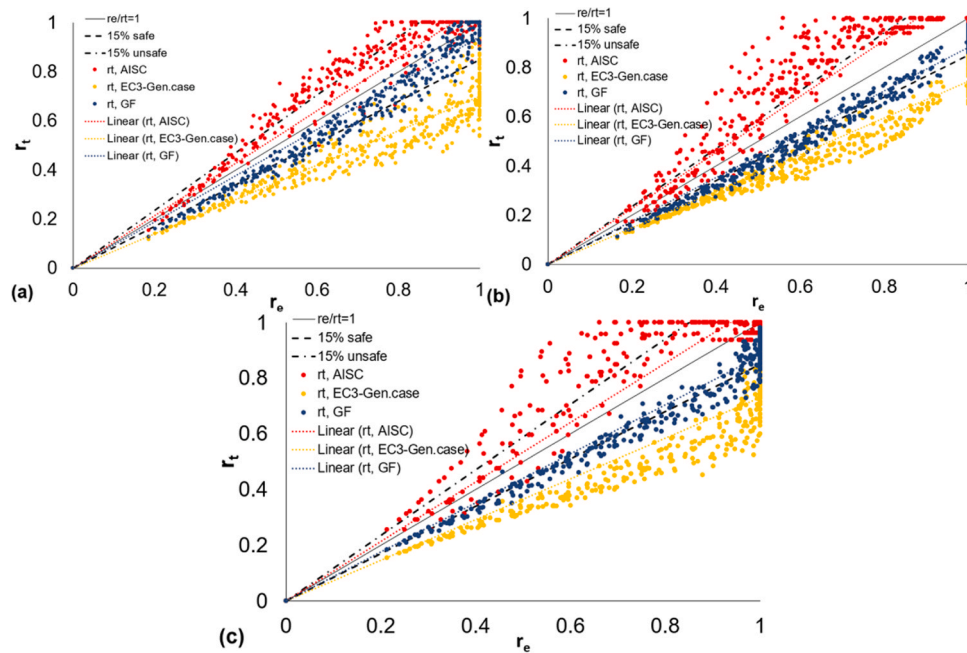 re/rt=1
15% safe
15% unsafe
rt, AISC
rt, EC3-Gen.case
rt, GF
Linear (rt, AISC)
Linear (rt, EC3-Gen.case)
Linear (rt, GF)
1
0.8
0.6
0.4
0.2
0
rt
0 0.2 0.4 0.6 0.8 1
re
(a)
re/rt=1
15% safe
15% unsafe
rt, AISC
rt, EC3-Gen.case
rt, GF
Linear (rt, AISC)
Linear (rt, EC3-Gen.case)
Linear (rt, GF)
1
0.8
0.6
0.4
0.2
0
rt
0 0.2 0.4 0.6 0.8 1
re
(b)
re/rt=1
15% safe
15% unsafe
rt, AISC
rt, EC3-Gen.case
rt, GF
Linear (rt, AISC)
Linear (rt, EC3-Gen.case)
Linear (rt, GF)
1
0.8
0.6
0.4
0.2
0
rt
0 0.2 0.4 0.6 0.8 1
re
(c)